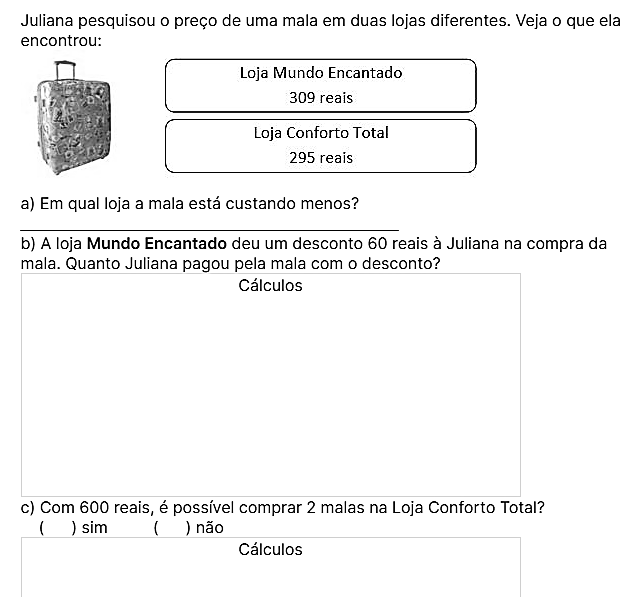 Juliana pesquisou o preço de uma mala em duas lojas diferentes. Veja o que ela
encontrou:
Loja Mundo Encantado
309 reais
Loja Conforto Total
295 reais
a) Em qual loja a mala está custando menos?
b) A loja Mundo Encantado deu um desconto 60 reais à Juliana na compra da
mala. Quanto Juliana pagou pela mala com o desconto?
Cálculos
c) Com 600 reais, é possível comprar 2 malas na Loja Conforto Total?
(   ) sim   (   ) não
Cálculos